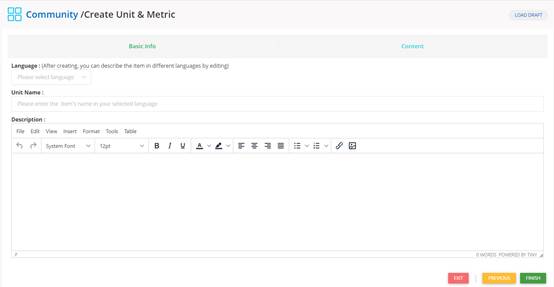 Community /Create Unit & Metric
LOAD DRAFT
Basic Info
Content
Language : (After creating, you can describe the item in different languages by editing)
Please select language
Unit Name :
Please enter the item's name in your selected language
Description :
File Edit View Insert Format Tools Table
System Font 12pt B I U A
P 0 WORDS POWERED BY TINY
EXIT PREVIOUS FINISH